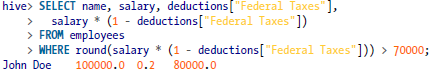 hive> SELECT name, salary, deductions["Federal Taxes"],
    >   salary * (1 - deductions["Federal Taxes"])
    > FROM employees
    > WHERE round(salary * (1 - deductions["Federal Taxes"])) > 70000;
John Doe    100000.0  0.2   80000.0